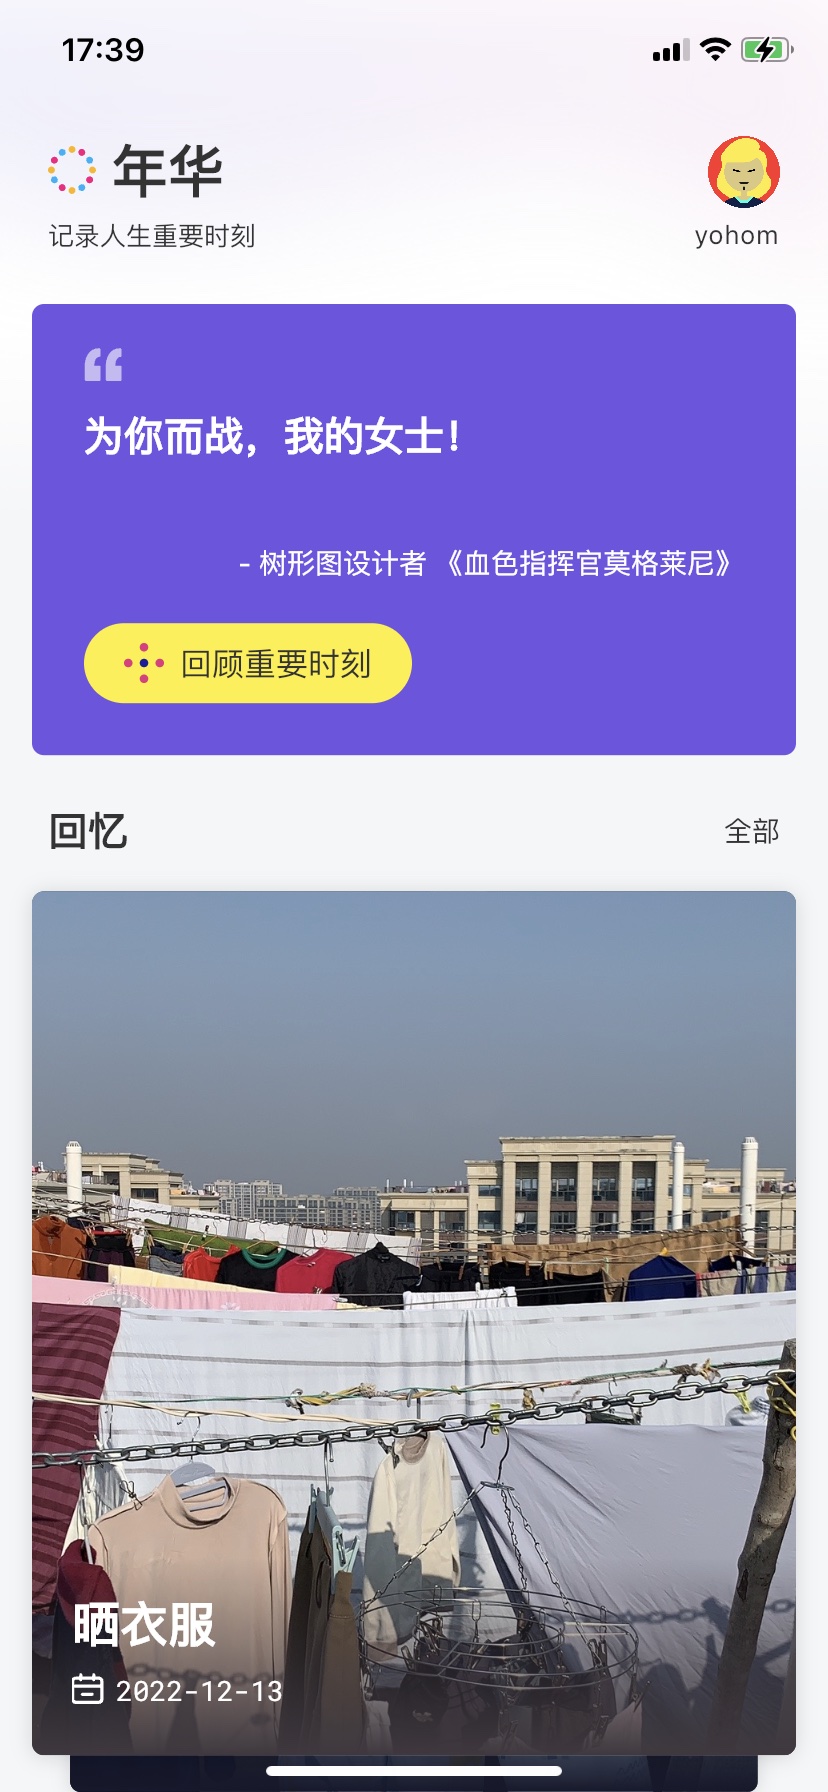 17:39
年华
记录人生重要时刻
yohom
为你而战，我的女士！
- 树形图设计者 《血色指挥官莫格莱尼》
回顾重要时刻
回忆
全部
晒衣服
2022-12-13